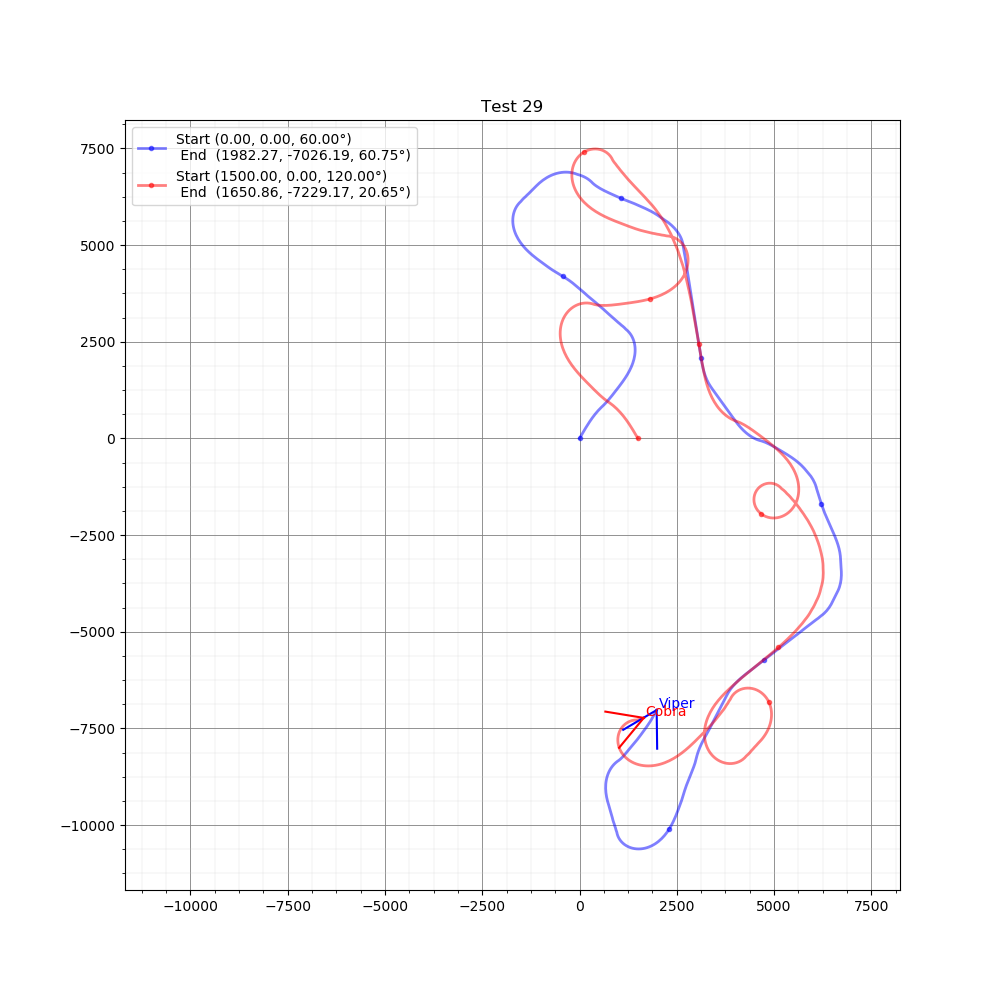 Test 29
Start (0.00, 0.00, 60.00°)
End (1982.27, -7026.19, 60.75°)
Start (1500.00, 0.00, 120.00°)
End (1650.86, -7229.17, 20.65°)
7500
5000
2500
0
−2500
−5000
−7500
−10000
Viper
Cobra
−10000 −7500 −5000 −2500 0 2500 5000 7500